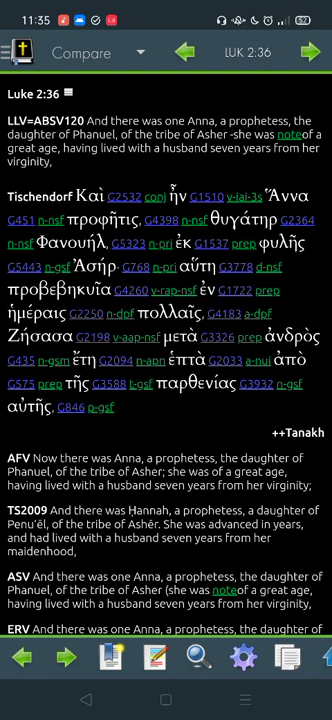 11:35 52
Compare LUK 2:36
Luke 2:36
LLV=ABSV120 And there was one Anna, a prophetess, the
daughter of Phanuel, of the tribe of Asher -she was noteof a
great age, having lived with a husband seven years from her
virginity,
Tischendorf Καὶ G2532 conj ἦν G1510 v-iai-3s Ἅννα
G451 n-nsf προφῆτις, G4398 n-nsf θυγάτηρ G2364
n-nsf Φανουήλ, G5323 n-pri ἐκ G1537 prep φυλῆς
G5443 n-gsf Ἀσήρ· G768 n-pri αὕτη G3778 d-nsf
προβεβηκυῖα G4260 v-rap-nsf ἐν G1722 prep
ἡμέραις G2250 n-dpf πολλαῖς, G4183 a-dpf
Ζήσασα G2198 v-aap-nsf μετὰ G3326 prep ἀνδρὸς
G435 n-gsm ἔτη G2094 n-apn ἑπτὰ G2033 a-nui ἀπὸ
G575 prep τῆς G3588 t-gsf παρθενίας G3932 n-gsf
αὐτῆς, G846 p-gsf
++Tanakh
AFV Now there was Anna, a prophetess, the daughter of
Phanuel, of the tribe of Asher; she was of a great age,
having lived with a husband seven years from her virginity;
TS2009 And there was Ḥannah, a prophetess, a daughter of
Penu’ĕl, of the tribe of Ashĕr. She was advanced in years,
and had lived with a husband seven years from her
maidenhood,
ASV And there was one Anna, a prophetess, the daughter of
Phanuel, of the tribe of Asher (she was noteof a great age,
having lived with a husband seven years from her virginity,
ERV And there was one Anna, a prophetess, the daughter of